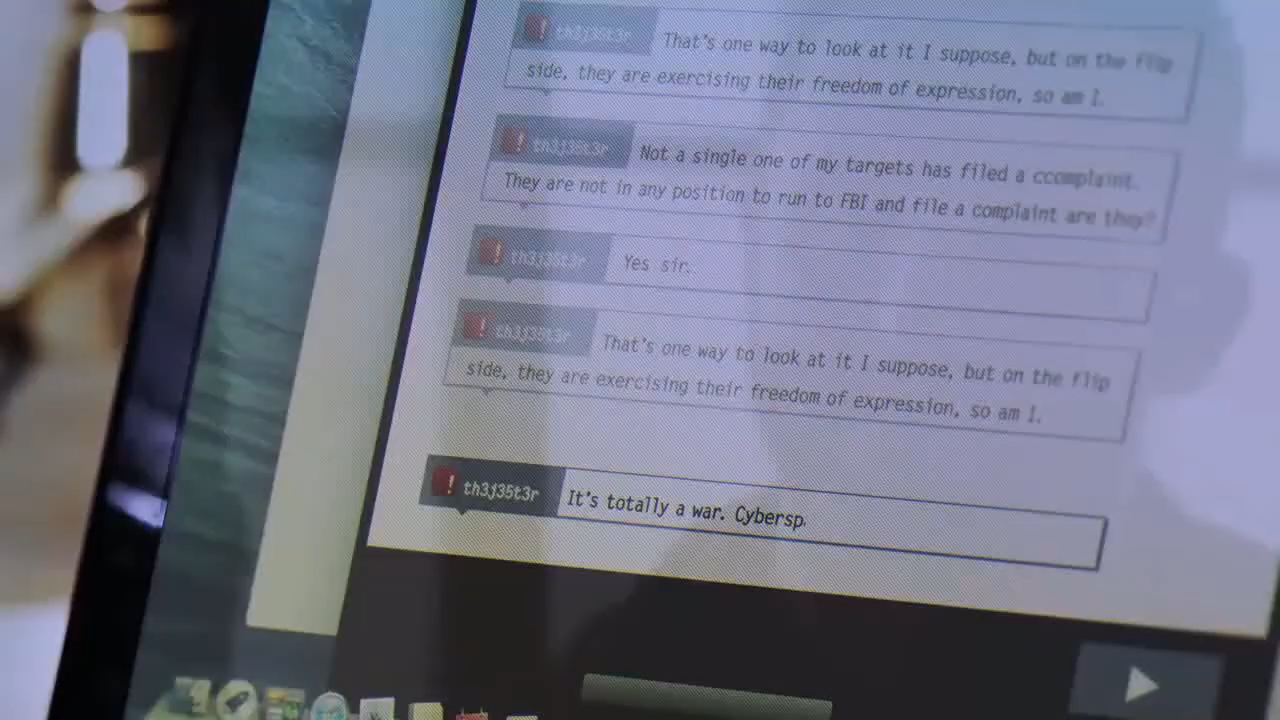 th3j35t3r That's one way to look at it I suppose, but on the flip
side, they are exercising their freedom of expression, so am I.
th3j35t3r Not a single one of my targets has filed a ccomplaint.
They are not in any position to run to FBI and file a complaint are they?
th3j35t3r Yes sir.
th3j35t3r That's one way to look at it I suppose, but on the flip
side, they are exercising their freedom of expression, so am I.
th3j35t3r It's totally a war. Cybersp.